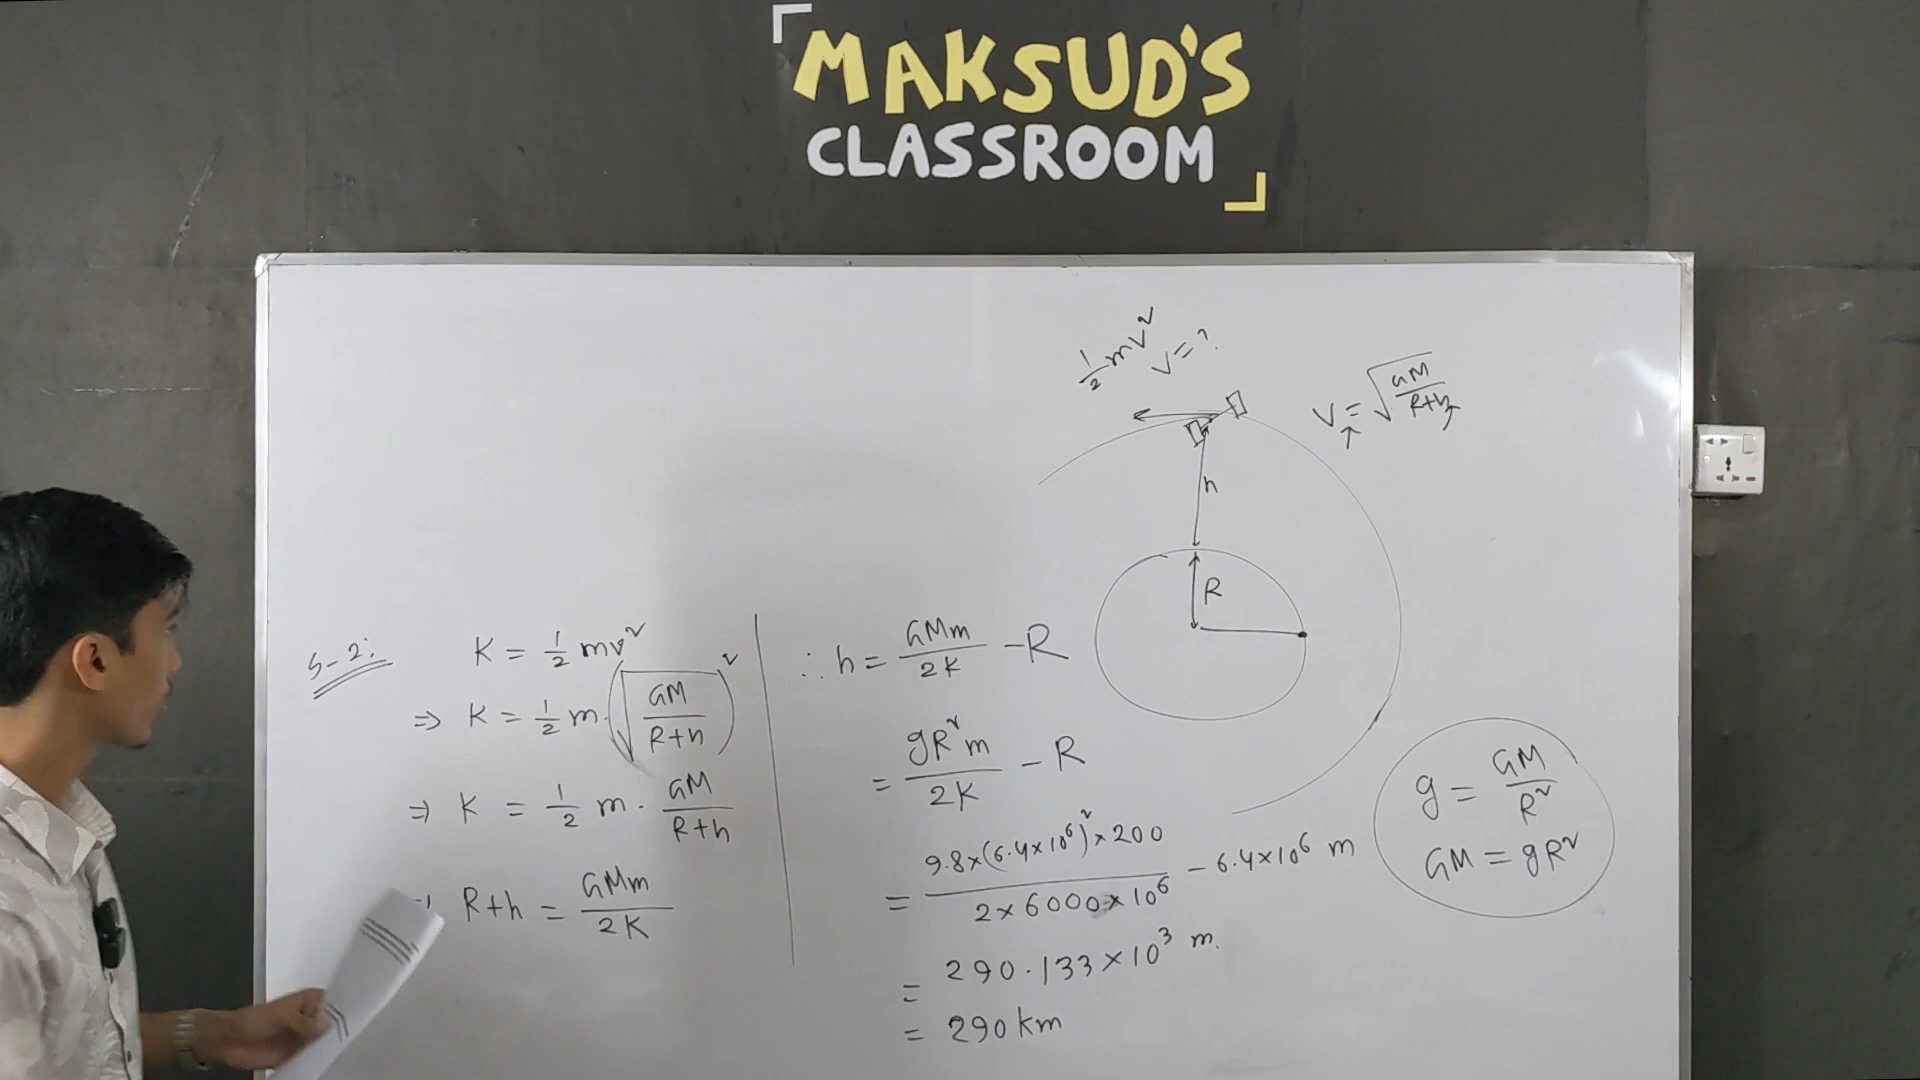 MAKSUD'S
CLASSROOM
½mv²
v = ?
v = √(GM/(R+h))
h
R
S-2:
K = ½ mv²
⇒ K = ½ m · (√(GM/(R+h)))²
⇒ K = ½ m · GM/(R+h)
R+h = GMm/2K
∴ h = GMm/2K − R
= gR²m/2K − R
= 9.8×(6.4×10⁶)²×200/2×6000×10⁶ − 6.4×10⁶ m
= 290.133×10³ m.
= 290 km
g = GM/R²
GM = gR²